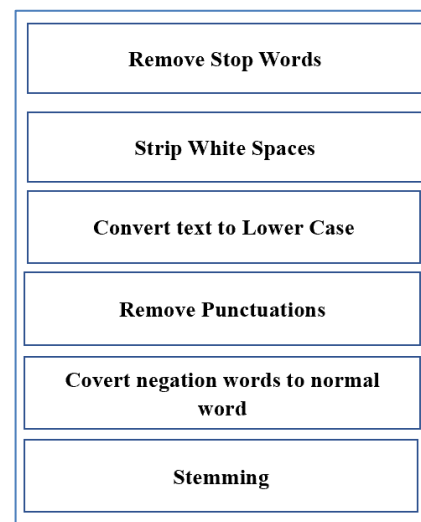 Remove Stop Words
Strip White Spaces
Convert text to Lower Case
Remove Punctuations
Covert negation words to normal
word
Stemming